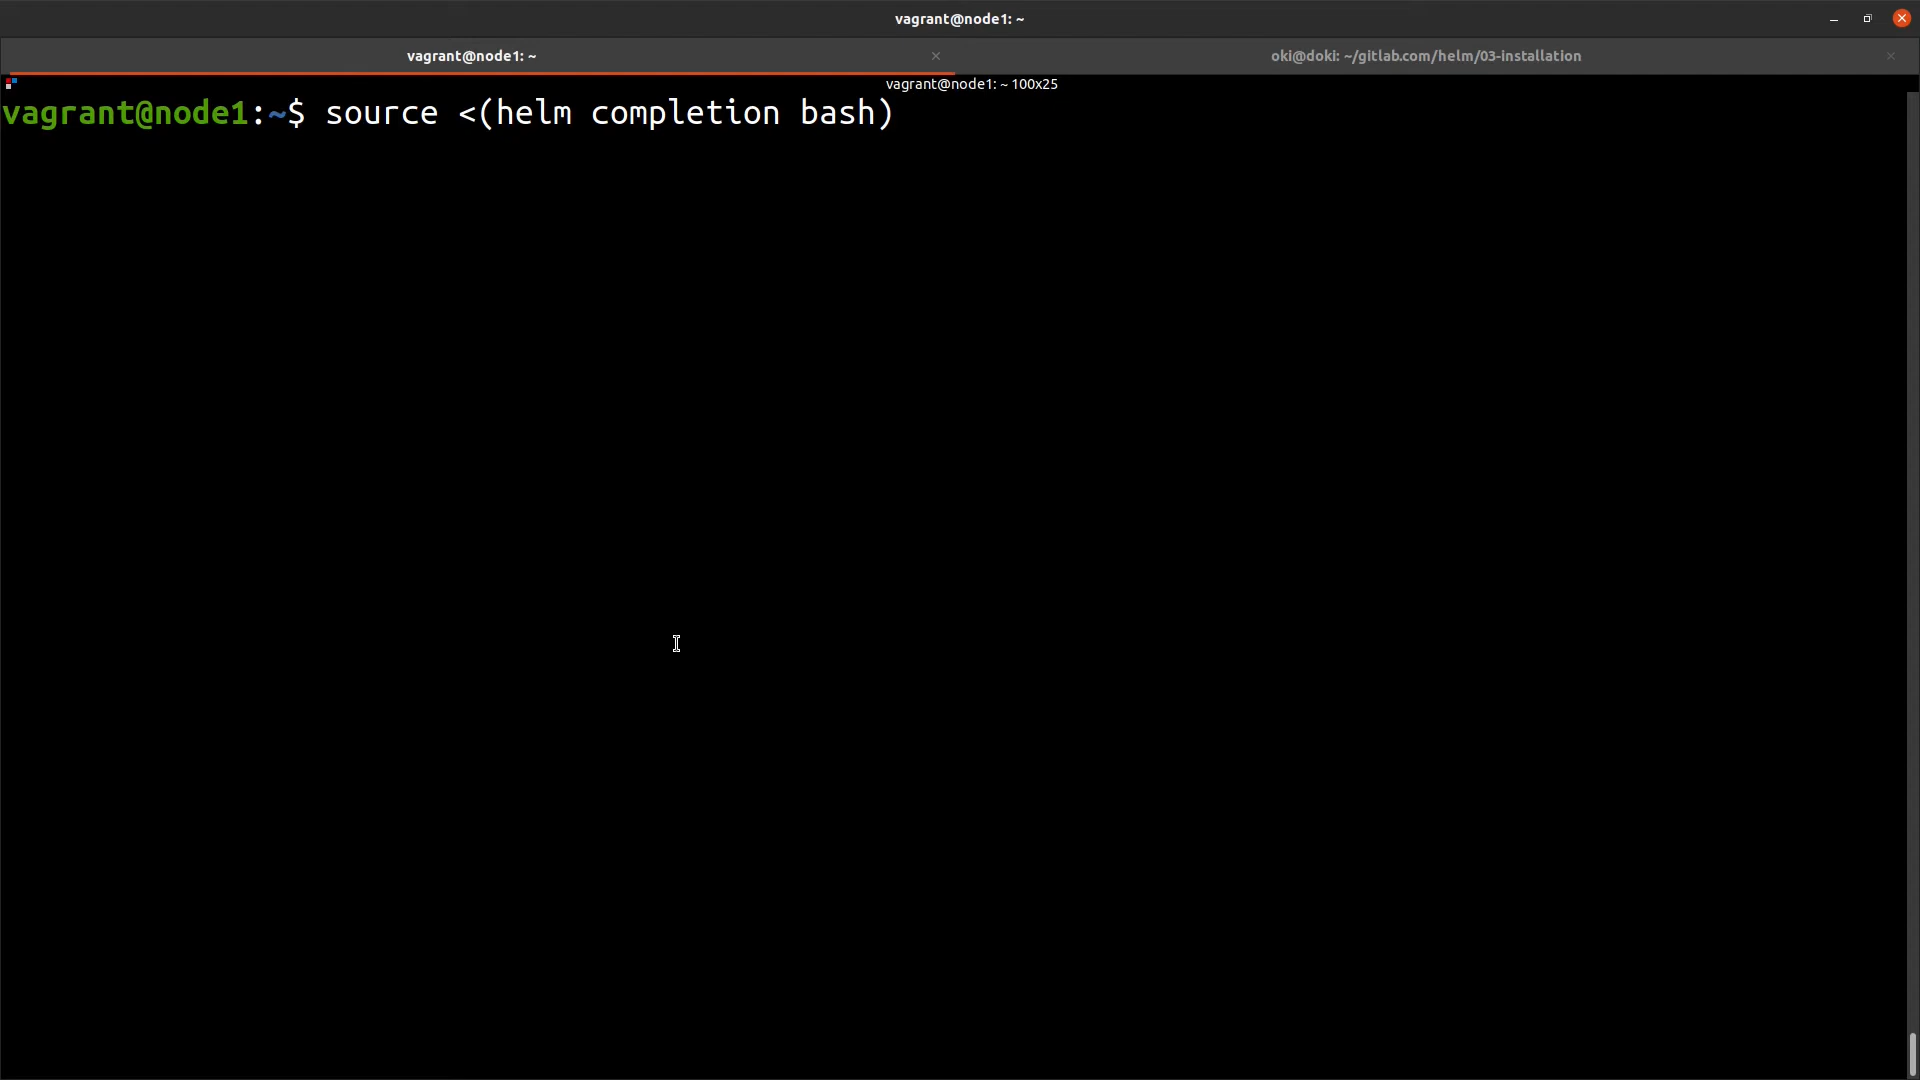 vagrant@node1: ~
vagrant@node1: ~
oki@doki: ~/gitlab.com/helm/03-installation
vagrant@node1: ~ 100x25
vagrant@node1:~$ source <(helm completion bash)